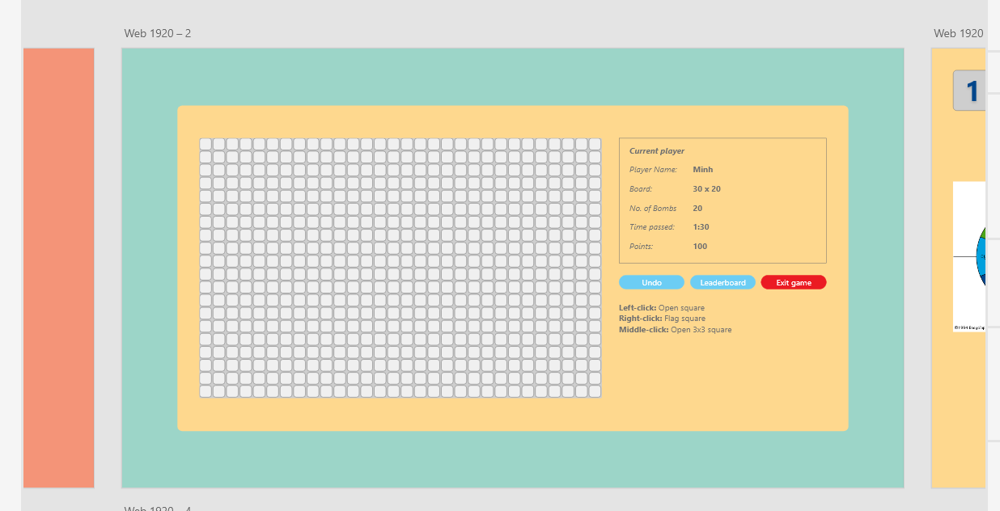 Web 1920 – 2
Web 1920
1
Current player
Player Name: Minh
Board: 30 x 20
No. of Bombs 20
Time passed: 1:30
Points: 100
Undo Leaderboard Exit game
Left-click: Open square
Right-click: Flag square
Middle-click: Open 3x3 square
©1994 Encyclop
Web 1920 – 4